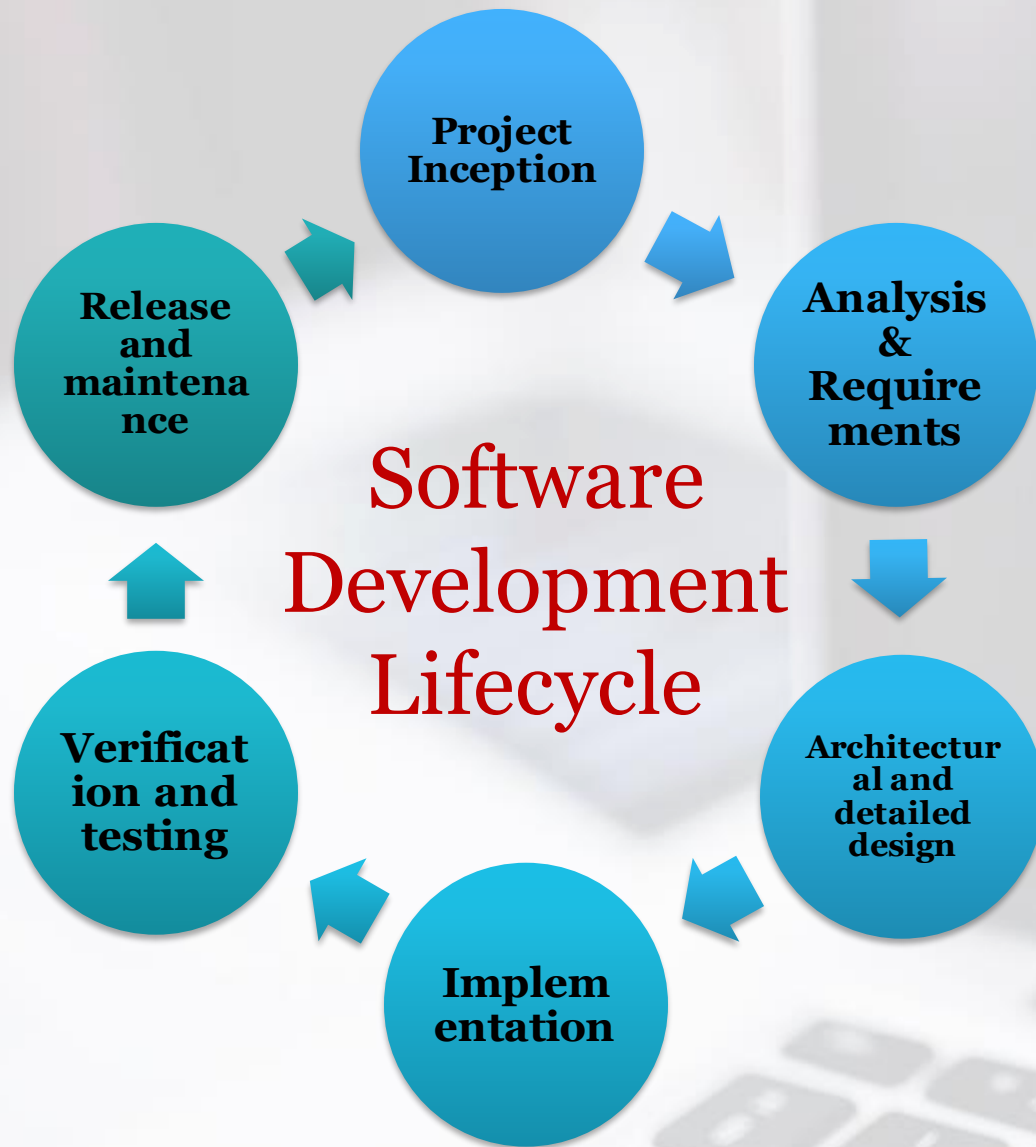 Project
Inception
Analysis
&
Require
ments
Architectur
al and
detailed
design
Implem
entation
Verificat
ion and
testing
Release
and
maintena
nce
Software
Development
Lifecycle